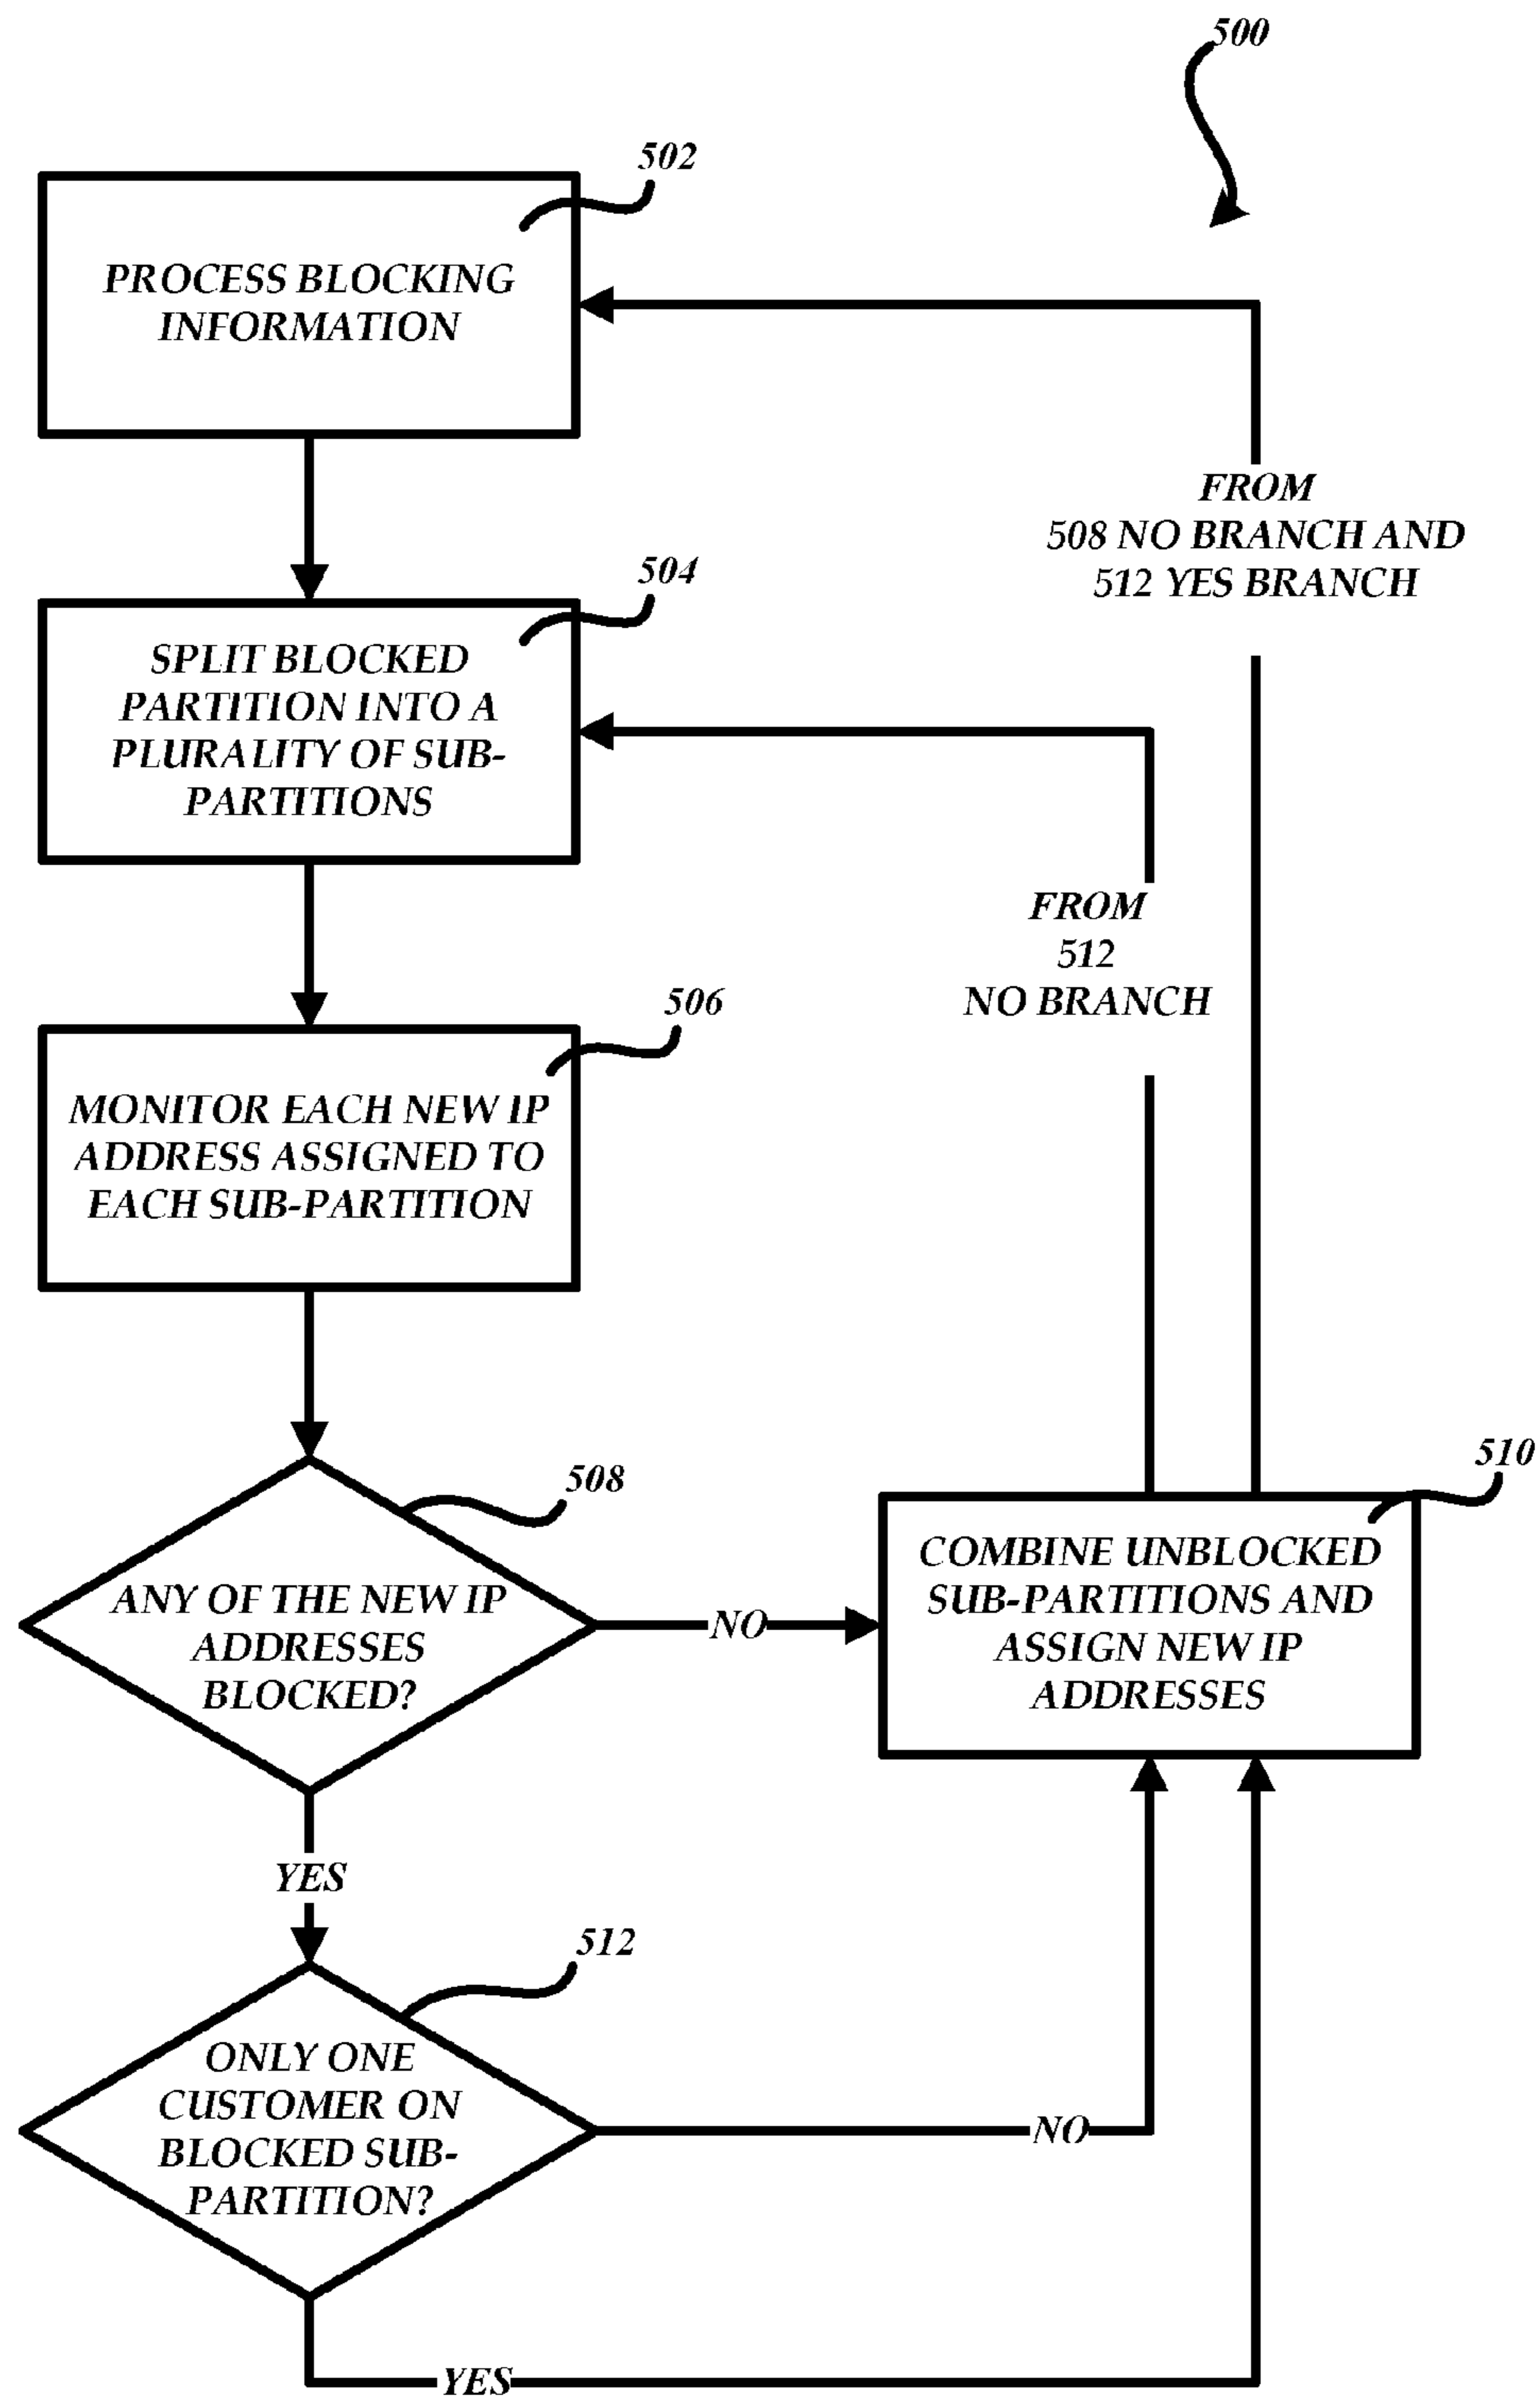 500
502
PROCESS BLOCKING
INFORMATION
FROM
508 NO BRANCH AND
512 YES BRANCH
504
SPLIT BLOCKED
PARTITION INTO A
PLURALITY OF SUB-
PARTITIONS
FROM
512
NO BRANCH
506
MONITOR EACH NEW IP
ADDRESS ASSIGNED TO
EACH SUB-PARTITION
508
ANY OF THE NEW IP
ADDRESSES
BLOCKED?
NO
510
COMBINE UNBLOCKED
SUB-PARTITIONS AND
ASSIGN NEW IP
ADDRESSES
YES
512
ONLY ONE
CUSTOMER ON
BLOCKED SUB-
PARTITION?
NO
YES